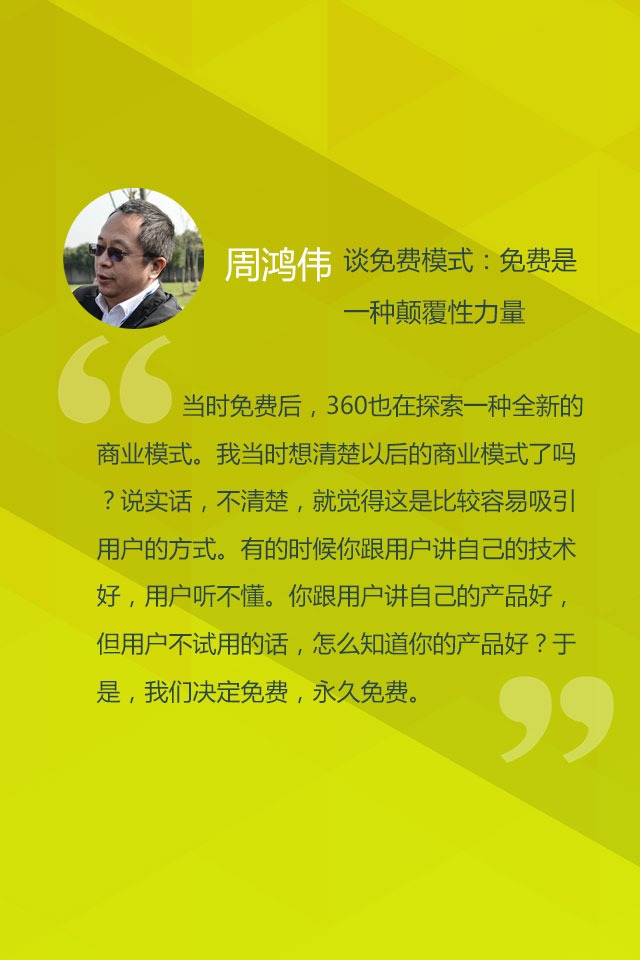 周鸿伟 谈免费模式：免费是
一种颠覆性力量
当时免费后，360也在探索一种全新的
商业模式。我当时想清楚以后的商业模式了吗
？说实话，不清楚，就觉得这是比较容易吸引
用户的方式。有的时候你跟用户讲自己的技术
好，用户听不懂。你跟用户讲自己的产品好，
但用户不试用的话，怎么知道你的产品好？于
是，我们决定免费，永久免费。